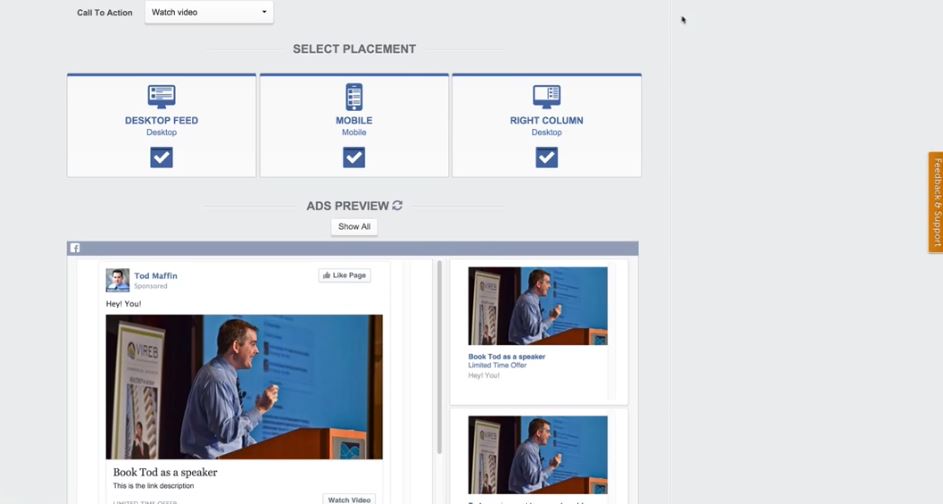 Call To Action
Watch video
SELECT PLACEMENT
DESKTOP FEED
Desktop
MOBILE
Mobile
RIGHT COLUMN
Desktop
ADS PREVIEW
Show All
f
Tod Maffin
Sponsored
Like Page
Hey! You!
VIREB
Book Tod as a speaker
This is the link description
LIMITED TIME OFFER
Watch Video
Book Tod as a speaker
Limited Time Offer
Hey! You!
Feedback & Support